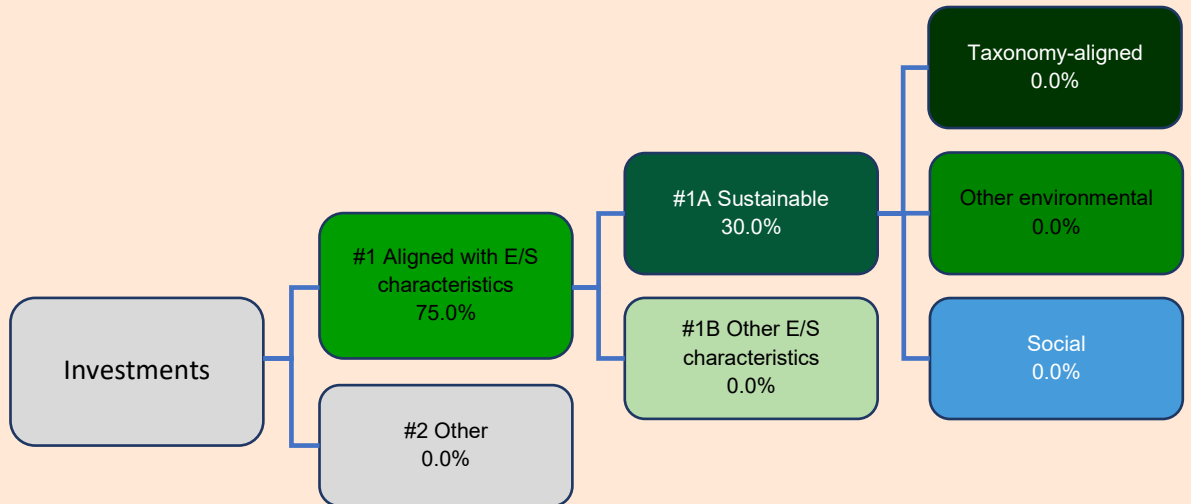 Investments
#1 Aligned with E/S
characteristics
75.0%
#2 Other
0.0%
#1A Sustainable
30.0%
#1B Other E/S
characteristics
0.0%
Taxonomy-aligned
0.0%
Other environmental
0.0%
Social
0.0%